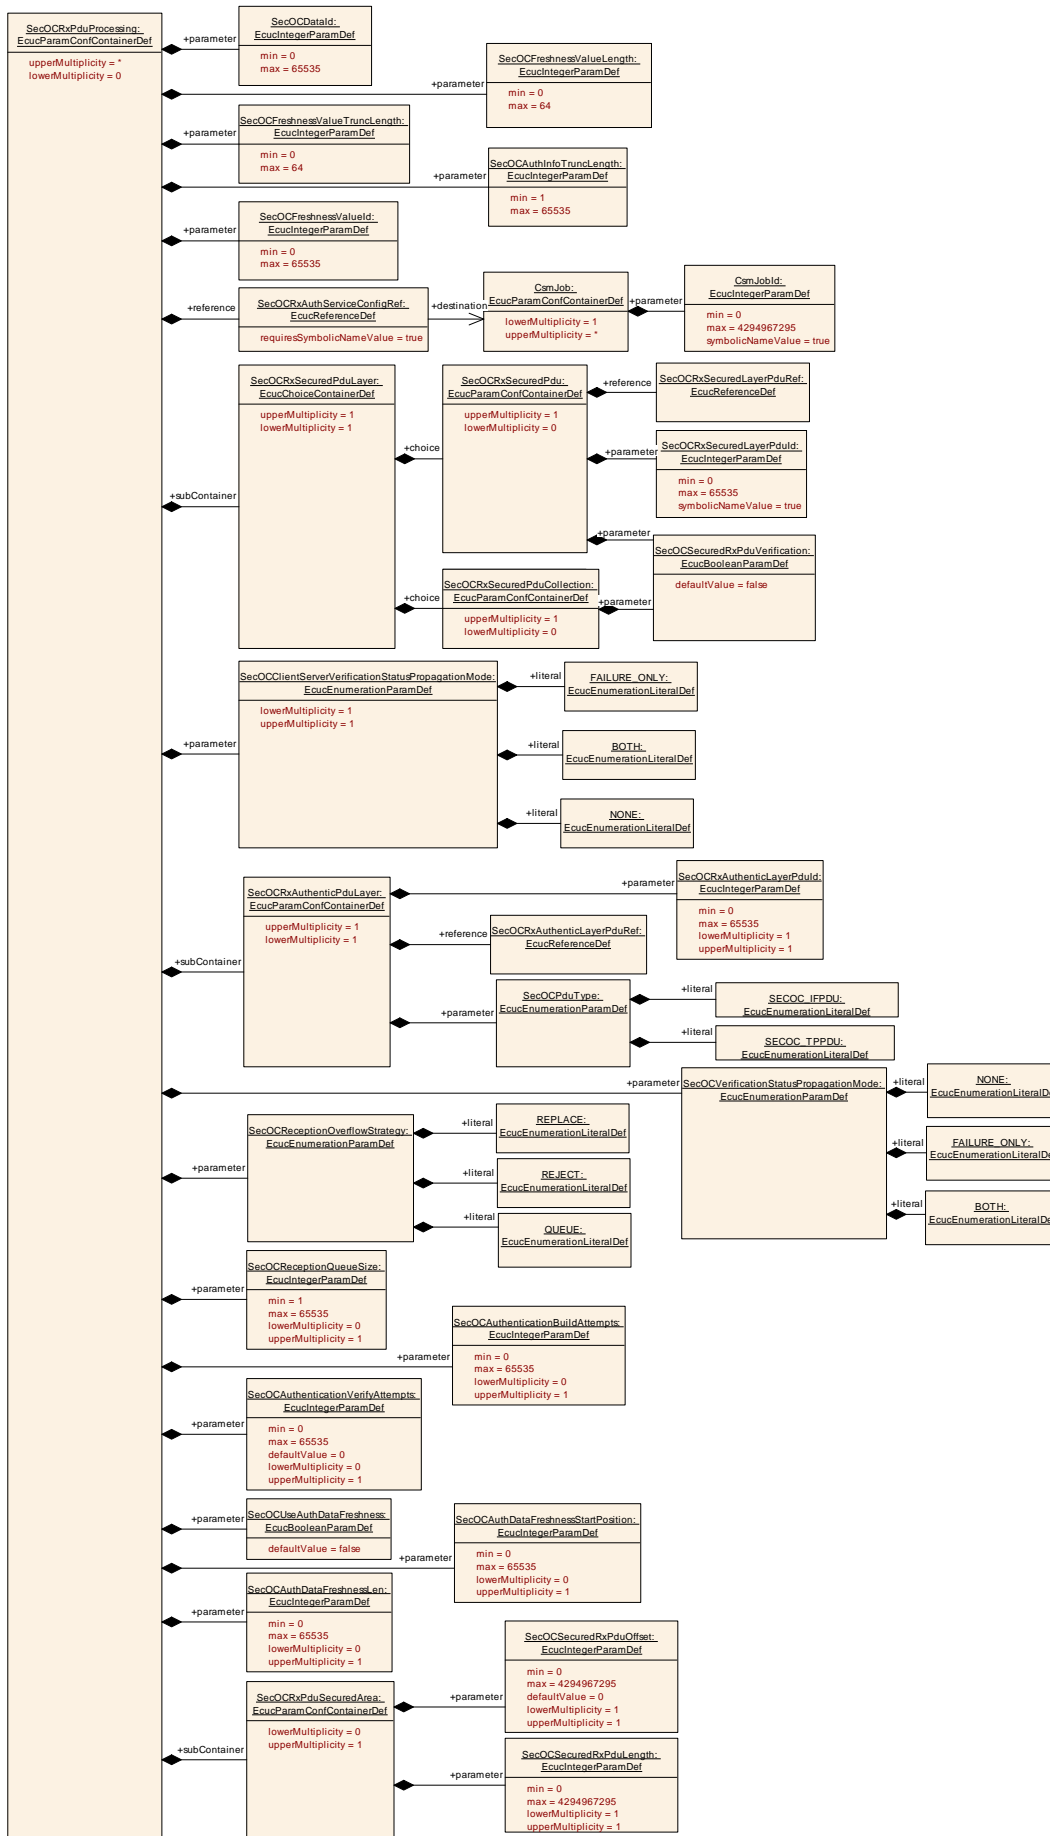 SecOCRxPduProcessing:
EcucParamConfContainerDef
upperMultiplicity = *
lowerMultiplicity = 0
+parameter
SecOCDataId:
EcucIntegerParamDef
min = 0
max = 65535
+parameter
SecOCFreshnessValueLength:
EcucIntegerParamDef
min = 0
max = 64
+parameter
SecOCFreshnessValueTruncLength:
EcucIntegerParamDef
min = 0
max = 64
+parameter
SecOCAuthInfoTruncLength:
EcucIntegerParamDef
min = 1
max = 65535
+parameter
SecOCFreshnessValueId:
EcucIntegerParamDef
min = 0
max = 65535
+reference
SecOCRxAuthServiceConfigRef:
EcucReferenceDef
requiresSymbolicNameValue = true
+destination
CsmJob:
EcucParamConfContainerDef
lowerMultiplicity = 1
upperMultiplicity = *
+parameter
CsmJobId:
EcucIntegerParamDef
min = 0
max = 4294967295
symbolicNameValue = true
+subContainer
SecOCRxSecuredPduLayer:
EcucChoiceContainerDef
upperMultiplicity = 1
lowerMultiplicity = 1
+choice
SecOCRxSecuredPdu:
EcucParamConfContainerDef
upperMultiplicity = 1
lowerMultiplicity = 0
+reference
SecOCRxSecuredLayerPduRef:
EcucReferenceDef
+parameter
SecOCRxSecuredLayerPduId:
EcucIntegerParamDef
min = 0
max = 65535
symbolicNameValue = true
+parameter
SecOCSecuredRxPduVerification:
EcucBooleanParamDef
defaultValue = false
+choice
SecOCRxSecuredPduCollection:
EcucParamConfContainerDef
upperMultiplicity = 1
lowerMultiplicity = 0
+parameter
+parameter
SecOCClientServerVerificationStatusPropagationMode:
EcucEnumerationParamDef
lowerMultiplicity = 1
upperMultiplicity = 1
+literal
FAILURE_ONLY:
EcucEnumerationLiteralDef
+literal
BOTH:
EcucEnumerationLiteralDef
+literal
NONE:
EcucEnumerationLiteralDef
+subContainer
SecOCRxAuthenticPduLayer:
EcucParamConfContainerDef
upperMultiplicity = 1
lowerMultiplicity = 1
+parameter
SecOCRxAuthenticLayerPduId:
EcucIntegerParamDef
min = 0
max = 65535
lowerMultiplicity = 1
upperMultiplicity = 1
+reference
SecOCRxAuthenticLayerPduRef:
EcucReferenceDef
+parameter
SecOCPduType:
EcucEnumerationParamDef
+literal
SECOC_IFPDU:
EcucEnumerationLiteralDef
+literal
SECOC_TPPDU:
EcucEnumerationLiteralDef
+parameter
SecOCVerificationStatusPropagationMode:
EcucEnumerationParamDef
+literal
NONE:
EcucEnumerationLiteralDe
+literal
FAILURE_ONLY:
EcucEnumerationLiteralDe
+literal
BOTH:
EcucEnumerationLiteralDe
+parameter
SecOCReceptionOverflowStrategy:
EcucEnumerationParamDef
+literal
REPLACE:
EcucEnumerationLiteralDef
+literal
REJECT:
EcucEnumerationLiteralDef
+literal
QUEUE:
EcucEnumerationLiteralDef
+parameter
SecOCReceptionQueueSize:
EcucIntegerParamDef
min = 1
max = 65535
lowerMultiplicity = 0
upperMultiplicity = 1
+parameter
SecOCAuthenticationBuildAttempts:
EcucIntegerParamDef
min = 0
max = 65535
lowerMultiplicity = 0
upperMultiplicity = 1
+parameter
SecOCAuthenticationVerifyAttempts:
EcucIntegerParamDef
min = 0
max = 65535
defaultValue = 0
lowerMultiplicity = 0
upperMultiplicity = 1
+parameter
SecOCUseAuthDataFreshness:
EcucBooleanParamDef
defaultValue = false
+parameter
SecOCAuthDataFreshnessStartPosition:
EcucIntegerParamDef
min = 0
max = 65535
lowerMultiplicity = 0
upperMultiplicity = 1
+parameter
SecOCAuthDataFreshnessLen:
EcucIntegerParamDef
min = 0
max = 65535
lowerMultiplicity = 0
upperMultiplicity = 1
+subContainer
SecOCRxPduSecuredArea:
EcucParamConfContainerDef
lowerMultiplicity = 0
upperMultiplicity = 1
+parameter
SecOCSecuredRxPduOffset:
EcucIntegerParamDef
min = 0
max = 4294967295
defaultValue = 0
lowerMultiplicity = 1
upperMultiplicity = 1
+parameter
SecOCSecuredRxPduLength:
EcucIntegerParamDef
min = 0
max = 4294967295
lowerMultiplicity = 1
upperMultiplicity = 1